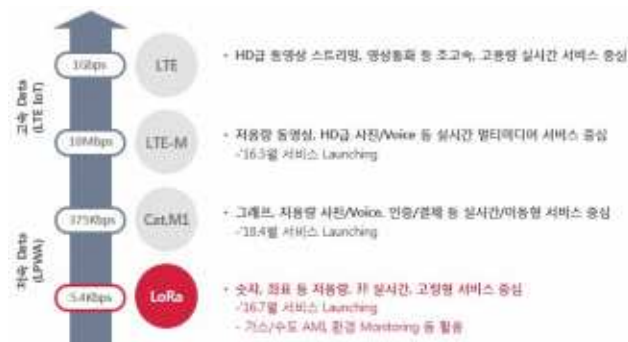 1Gbps
LTE
• HD급 동영상 스트리밍, 영상통화 등 초고속, 고용량 실시간 서비스 중심
고속 Data
(LTE IoT)
10Mbps
LTE-M
• 저용량 동영상, HD급 사진/Voice 등 실시간 멀티미디어 서비스 중심
-'16.3월 서비스 Launching
375Kbps
Cat.M1
• 그래프, 저용량 사진/Voice, 인증/결제 등 실시간/이동형 서비스 중심
-'18.4월 서비스 Launching
저속 Data
(LPWA)
5.4Kbps
LoRa
• 숫자, 좌표 등 저용량, 非 실시간, 고정형 서비스 중심
-'16.7월 서비스 Launching
- 가스/수도 AMI, 환경 Monitoring 등 활용